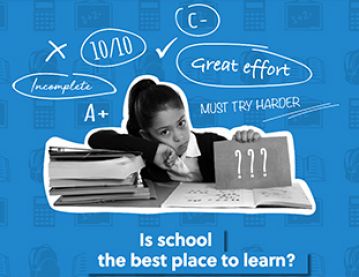 C-
10/10
Great effort
Incomplete
A+
MUST TRY HARDER
???
Is school
the best place to learn?